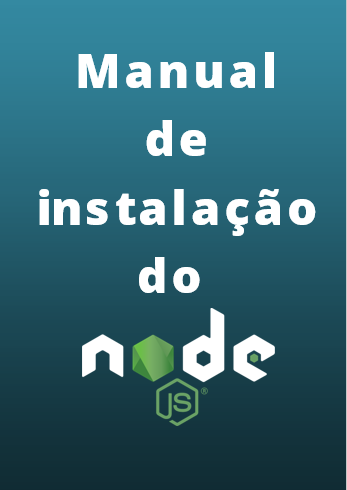 Manual
de
instalação
do
node
JS®